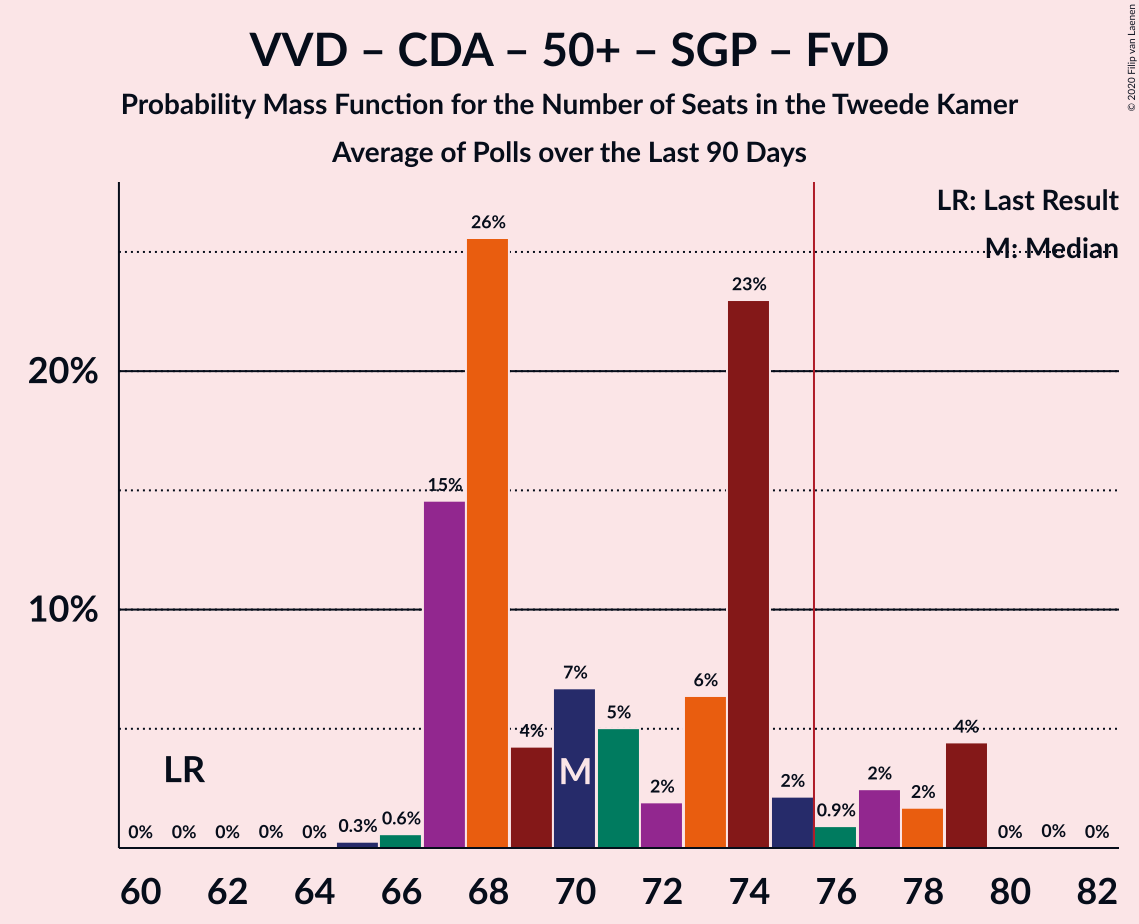 VVD – CDA – 50+ – SGP – FvD
Probability Mass Function for the Number of Seats in the Tweede Kamer
Average of Polls over the Last 90 Days
© 2020 Filip van Laenen
LR: Last Result
M: Median
20%
10%
0% 0% 0% 0% 0% 0.3% 0.6% 15% 26% 4% 7% 5% 2% 6% 23% 2% 0.9% 2% 2% 4% 0% 0% 0%
LR
M
60 62 64 66 68 70 72 74 76 78 80 82